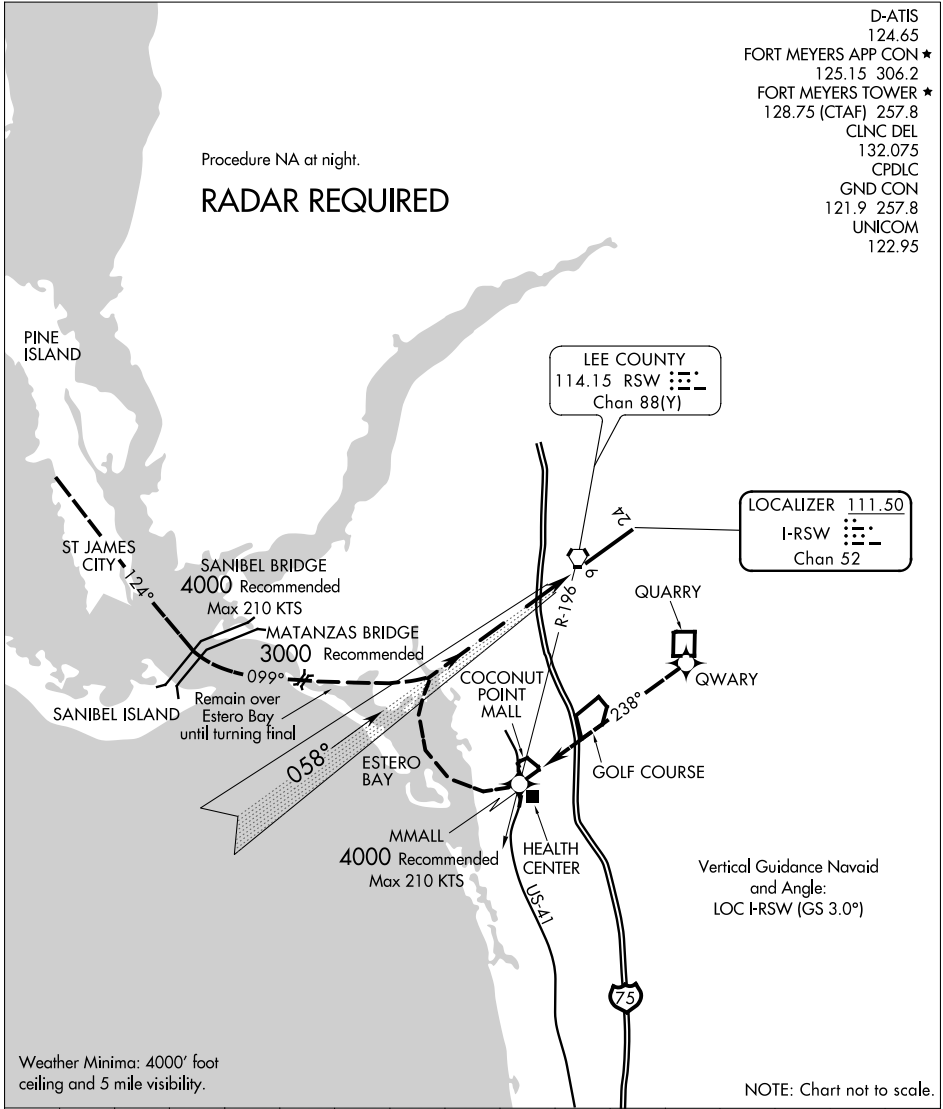 D-ATIS
124.65
FORT MEYERS APP CON ★
125.15 306.2
FORT MEYERS TOWER ★
128.75 (CTAF) 257.8
CLNC DEL
132.075
CPDLC
GND CON
121.9 257.8
UNICOM
122.95
Procedure NA at night.
RADAR REQUIRED
PINE
ISLAND
LEE COUNTY
114.15 RSW
Chan 88(Y)
LOCALIZER 111.50
I-RSW
Chan 52
24
6
R-196
ST JAMES
CITY
124°
SANIBEL BRIDGE
4000 Recommended
Max 210 KTS
MATANZAS BRIDGE
3000 Recommended
099°
Remain over
Estero Bay
until turning final
SANIBEL ISLAND
058°
ESTERO
BAY
COCONUT
POINT
MALL
QUARRY
QWARY
238°
GOLF COURSE
MMALL
4000 Recommended
Max 210 KTS
HEALTH
CENTER
US-41
75
Vertical Guidance Navaid
and Angle:
LOC I-RSW (GS 3.0°)
Weather Minima: 4000' foot
ceiling and 5 mile visibility.
NOTE: Chart not to scale.